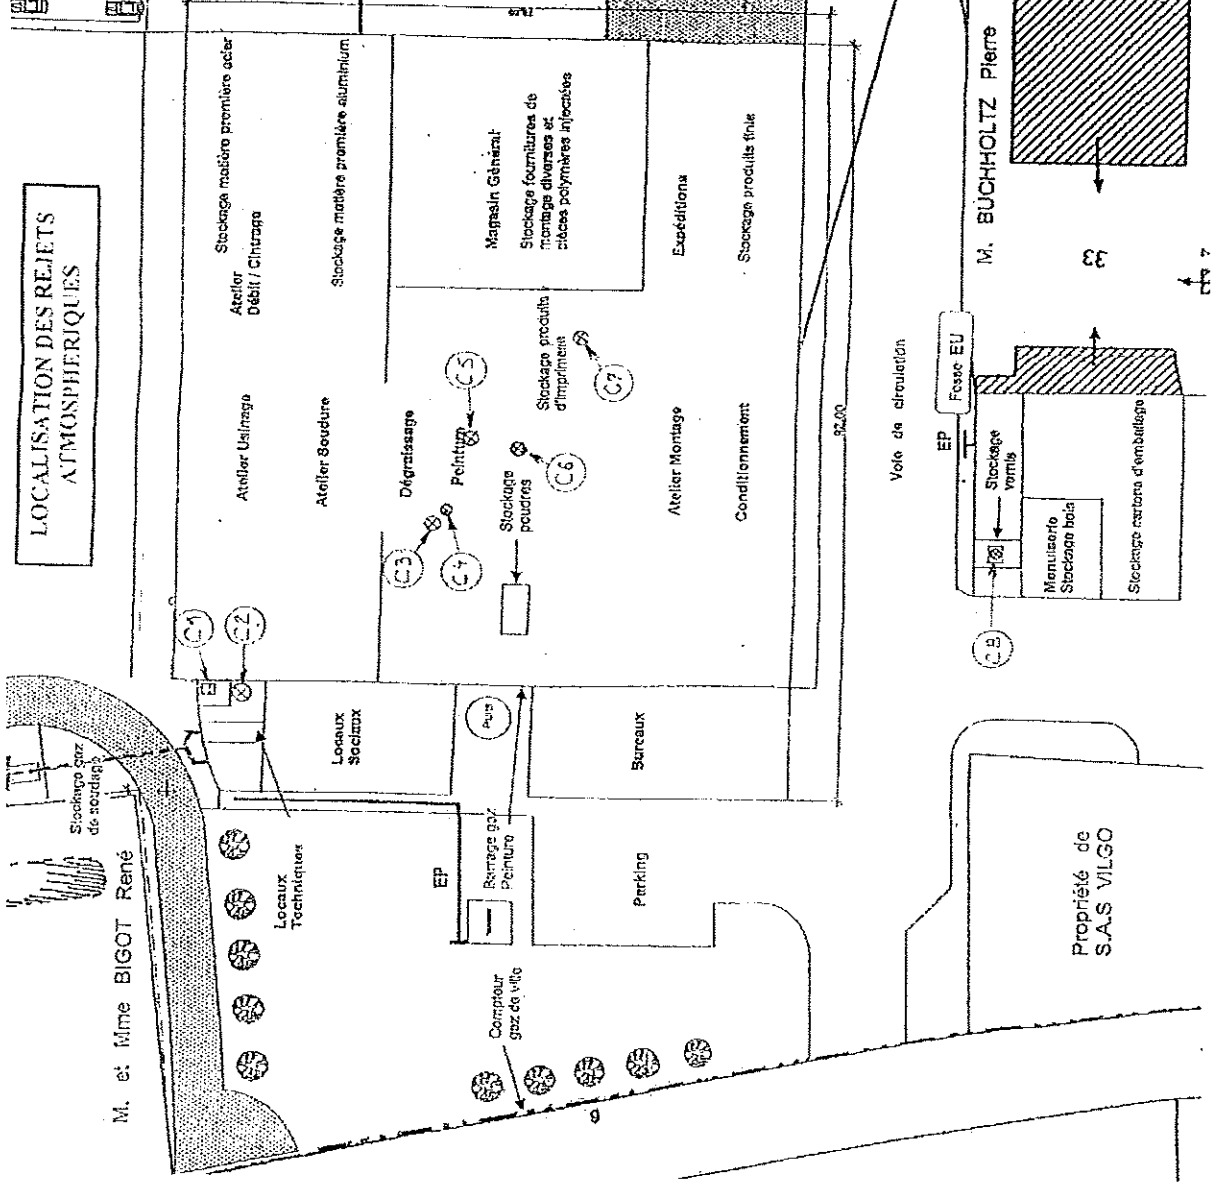 LOCALISATION DES REJETS
ATMOSPHERIQUES
Stockage matière première acier
Atelier
Débit / Cintrage
Stockage matière première aluminium
Atelier Usinage
Atelier Soudure
Magasin Général
Stockage fournitures de
montage diverses et
pièces polymères injectées
Dégraissage
Peinture
Stockage produits
d'imprimerie
Stockage
poudres
Expéditions
Stockage produits finis
Atelier Montage
Conditionnement
C1
C2
C3
C4
C5
C6
C7
C8
92,00
Locaux
Sociaux
Puits
Bureaux
Stockage gaz
de soudage
Locaux
Techniques
EP
Barrage gaz
Peinture
Parking
Compteur
gaz de ville
M. et Mme BIGOT René
9
M. BUCHHOLTZ Pierre
33
Voie de circulation
Fosse EU
EP
Stockage
vernis
Menuiserie
Stockage bois
Stockage cartons d'emballage
Propriété de
S.A.S VILGO